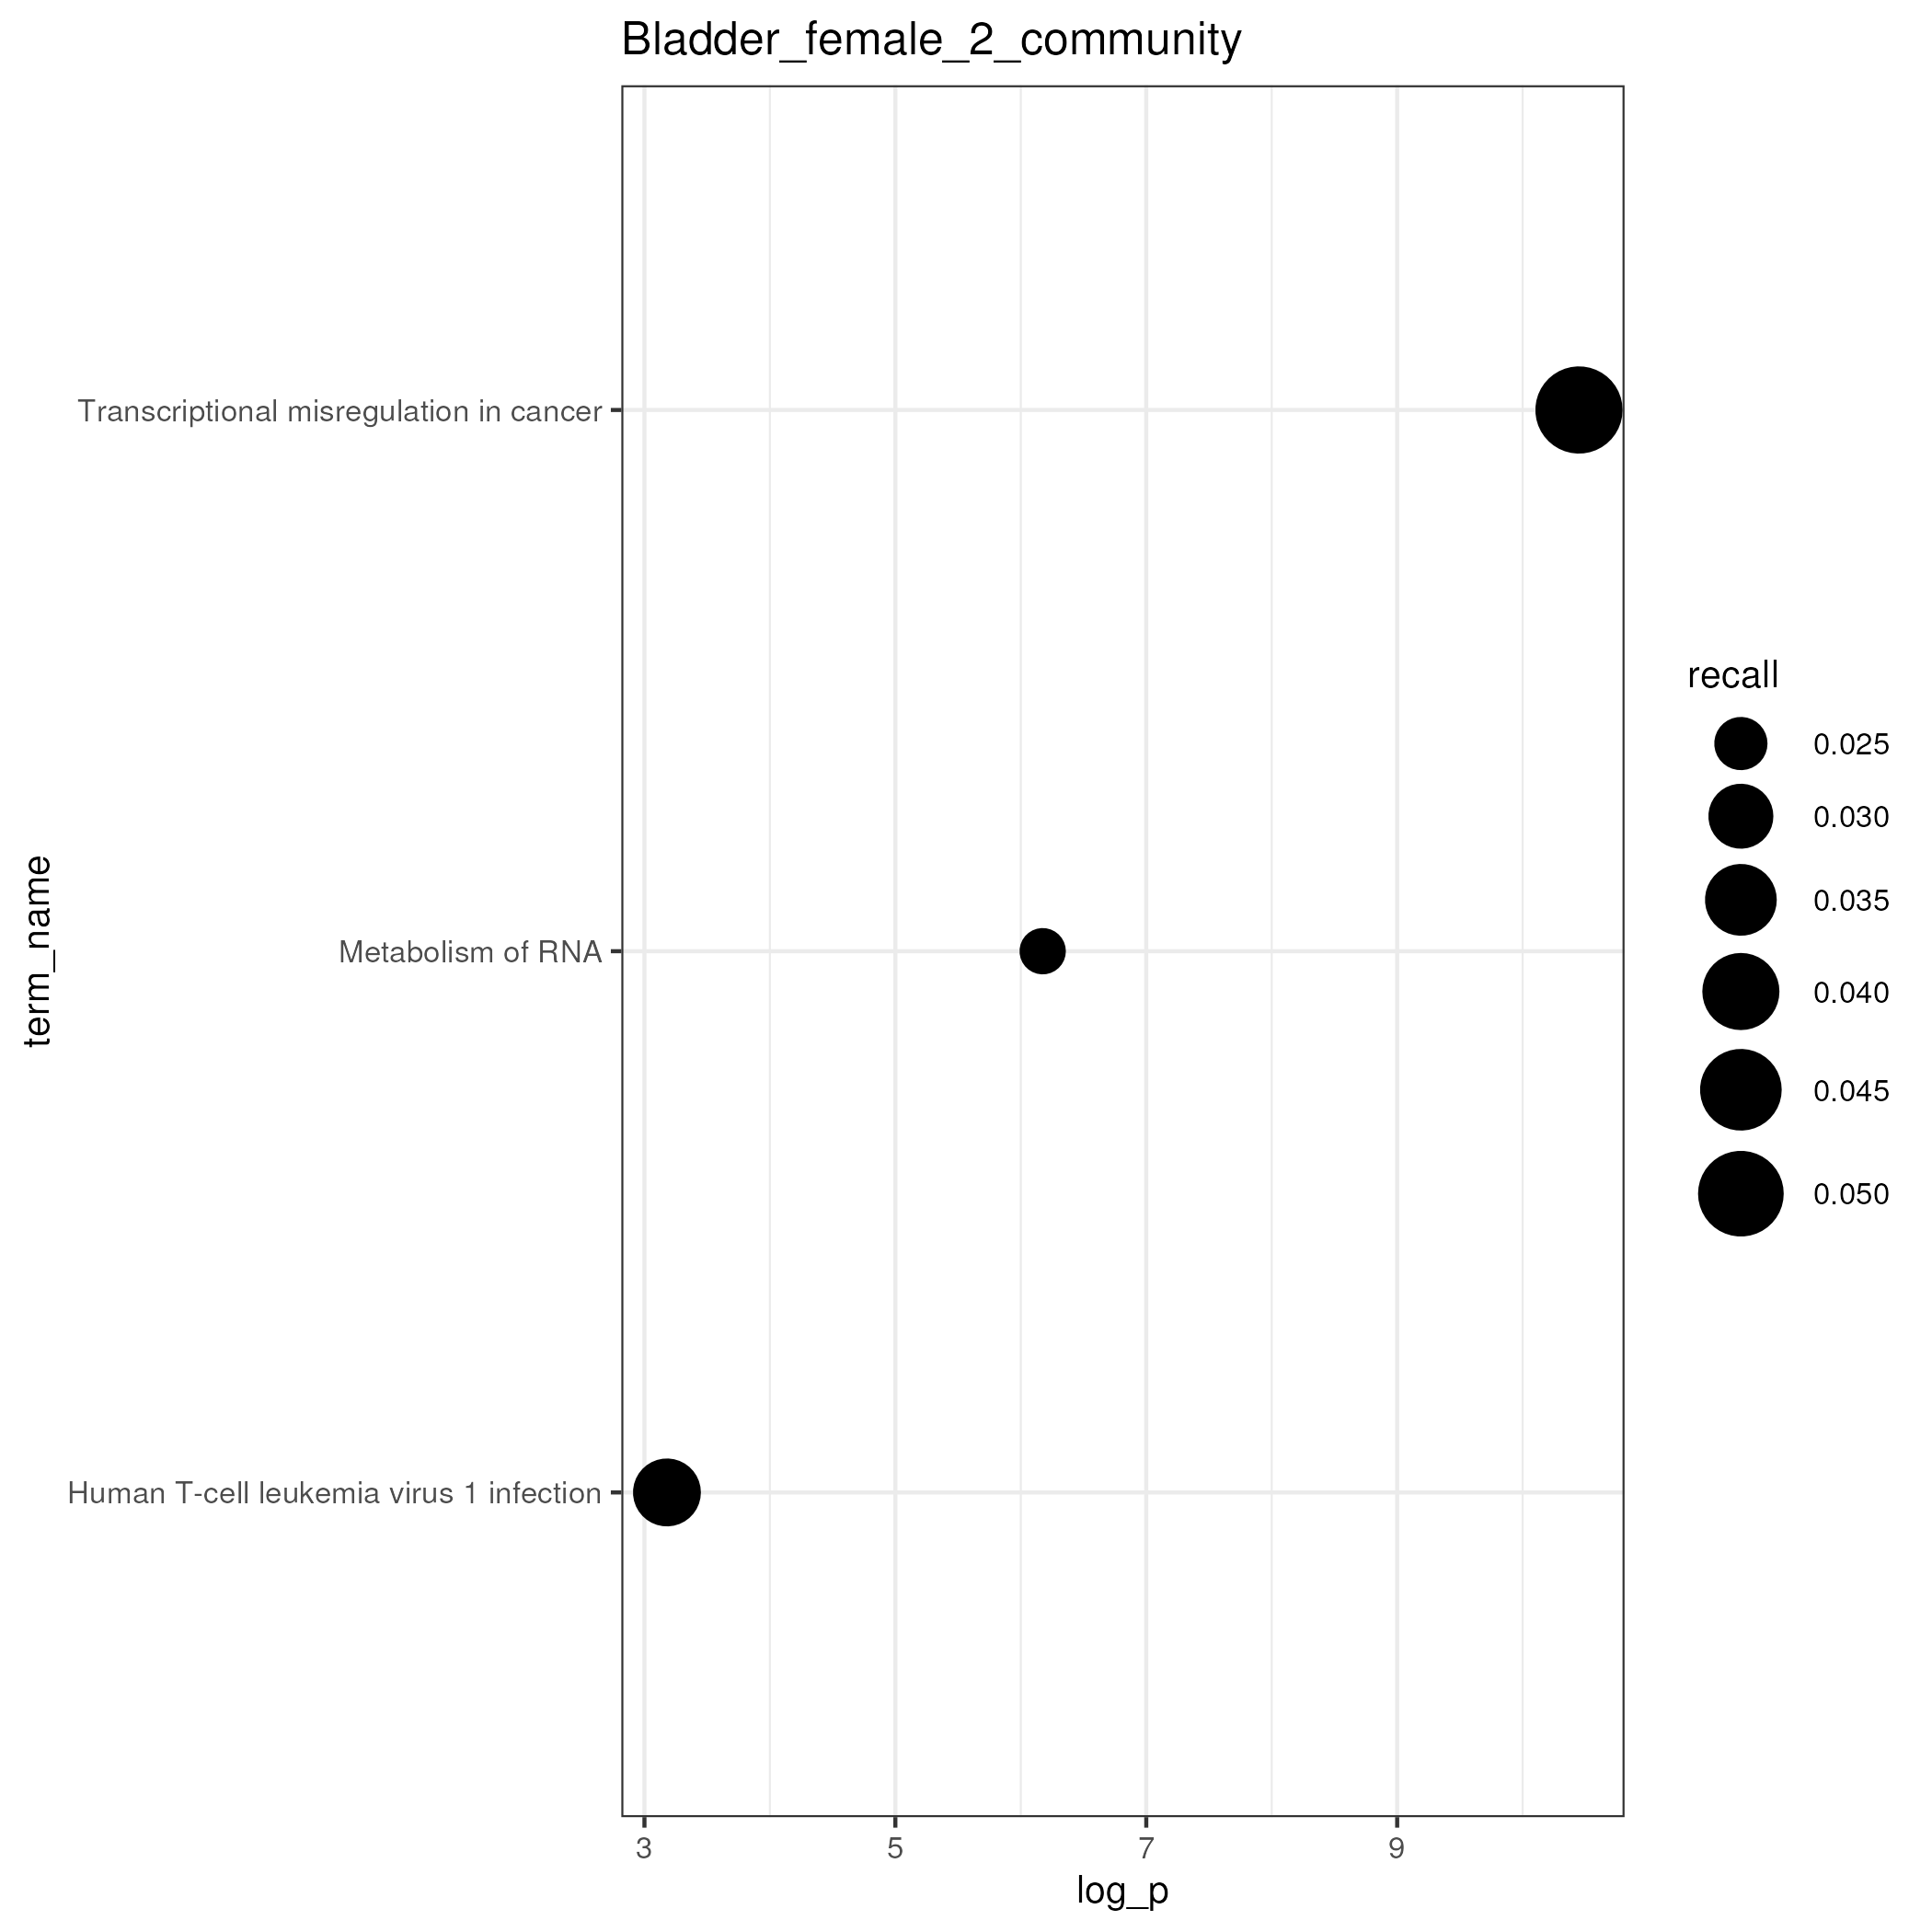 Bladder_female_2_community
Transcriptional misregulation in cancer
Metabolism of RNA
Human T-cell leukemia virus 1 infection
term_name
3 5 7 9
log_p
recall
0.025
0.030
0.035
0.040
0.045
0.050